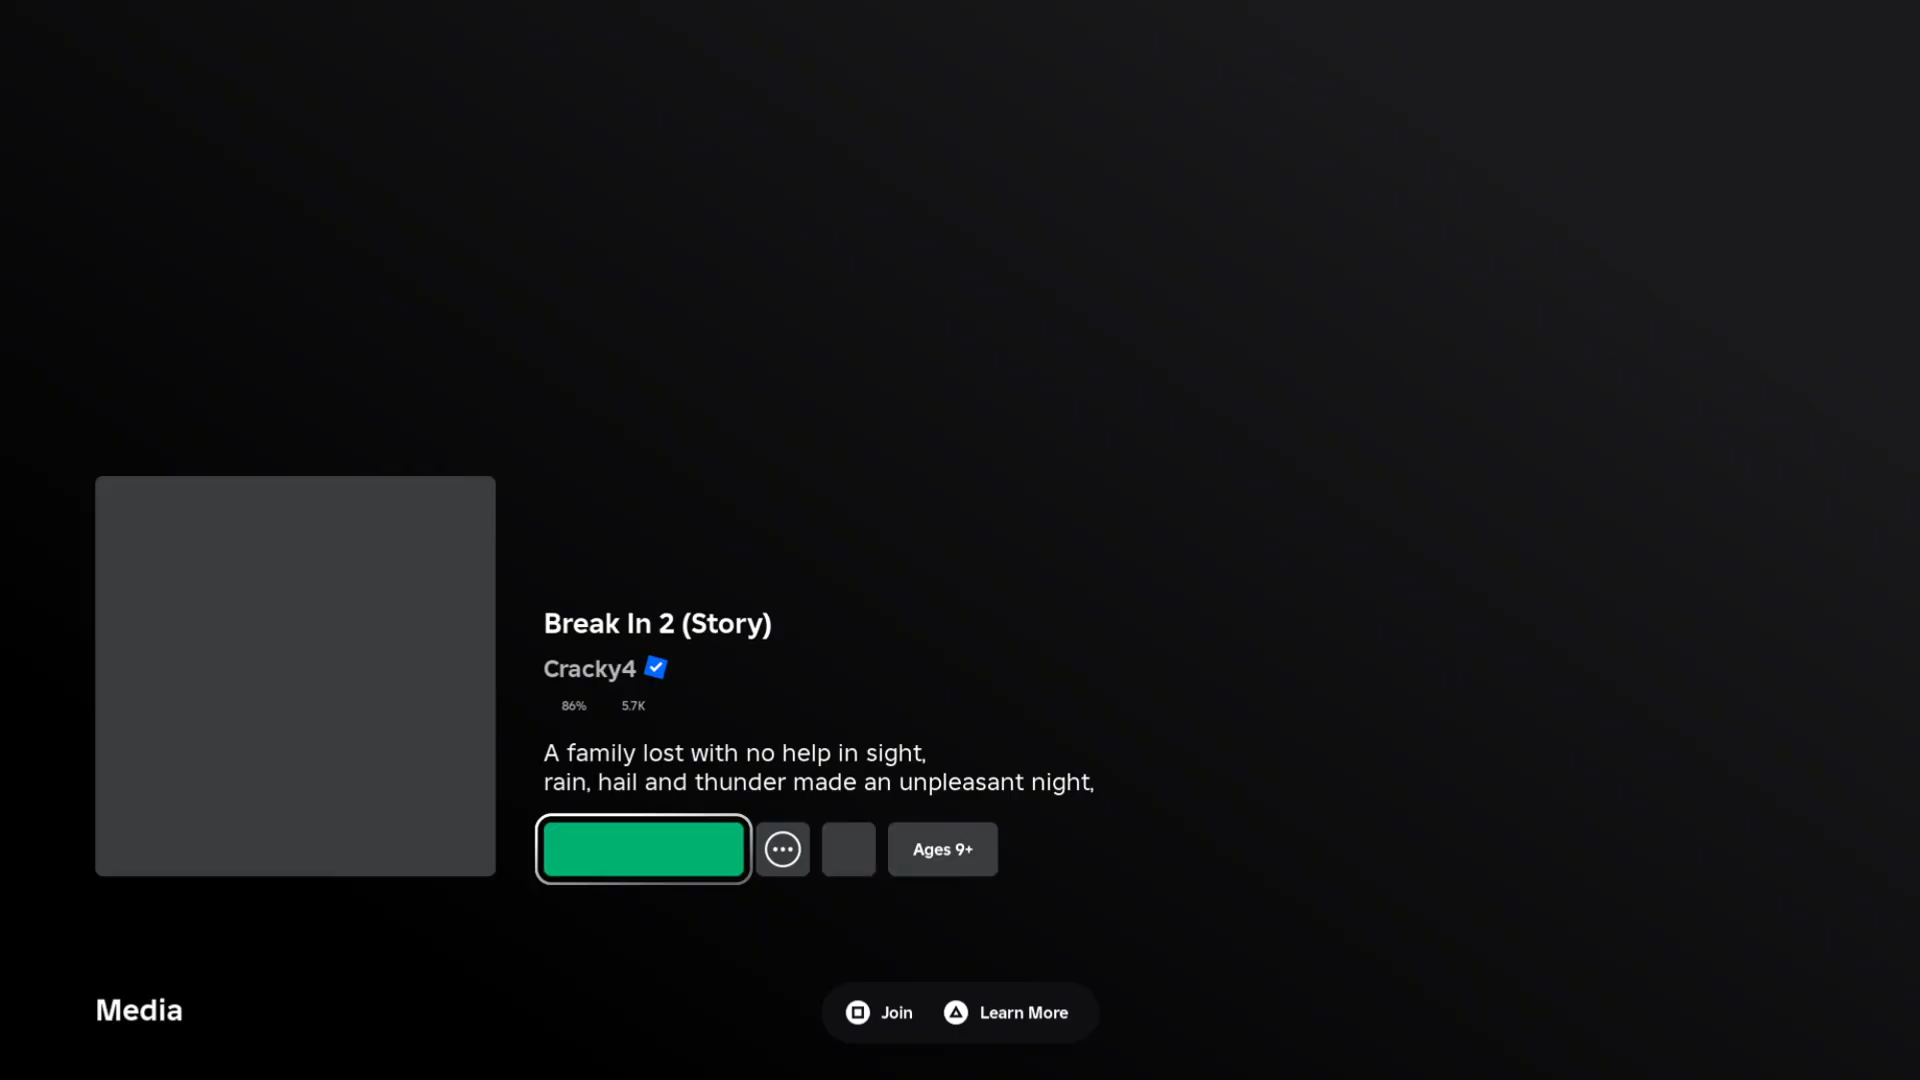 Break In 2 (Story)
Cracky4
86% 5.7K
A family lost with no help in sight,
rain, hail and thunder made an unpleasant night,
Ages 9+
Media
Join Learn More